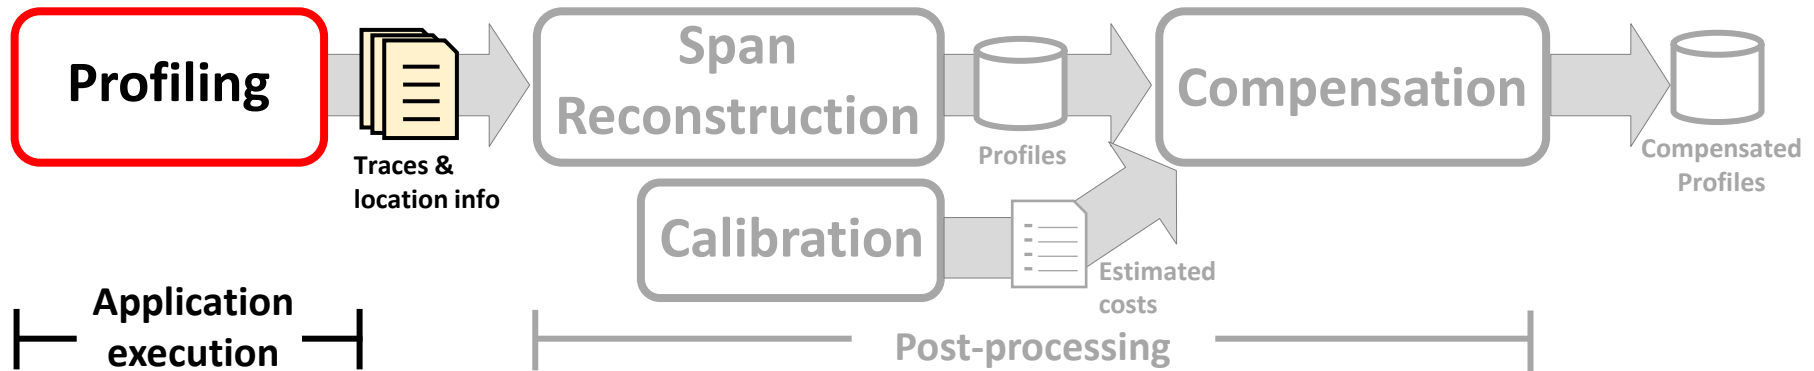 Profiling
Traces &
location info
Span
Reconstruction
Profiles
Compensation
Compensated
Profiles
Calibration
Estimated
costs
Application
execution
Post-processing